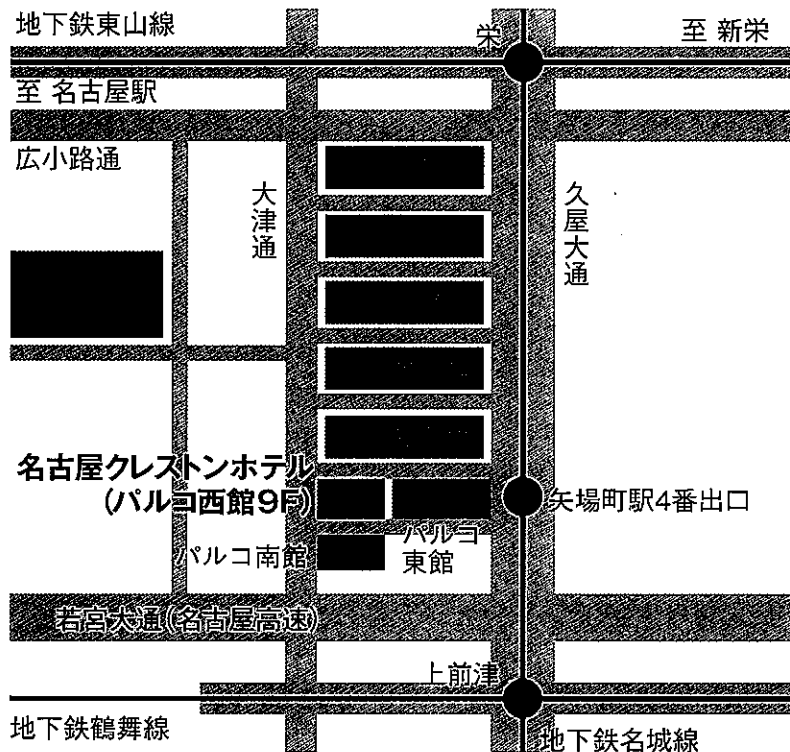 地下鉄東山線
栄
至 新栄
至 名古屋駅
広小路通
大津通
久屋大通
名古屋クレストンホテル
(パルコ西館9F)
矢場町駅4番出口
パルコ南館
パルコ
東館
若宮大通(名古屋高速)
上前津
地下鉄鶴舞線
地下鉄名城線